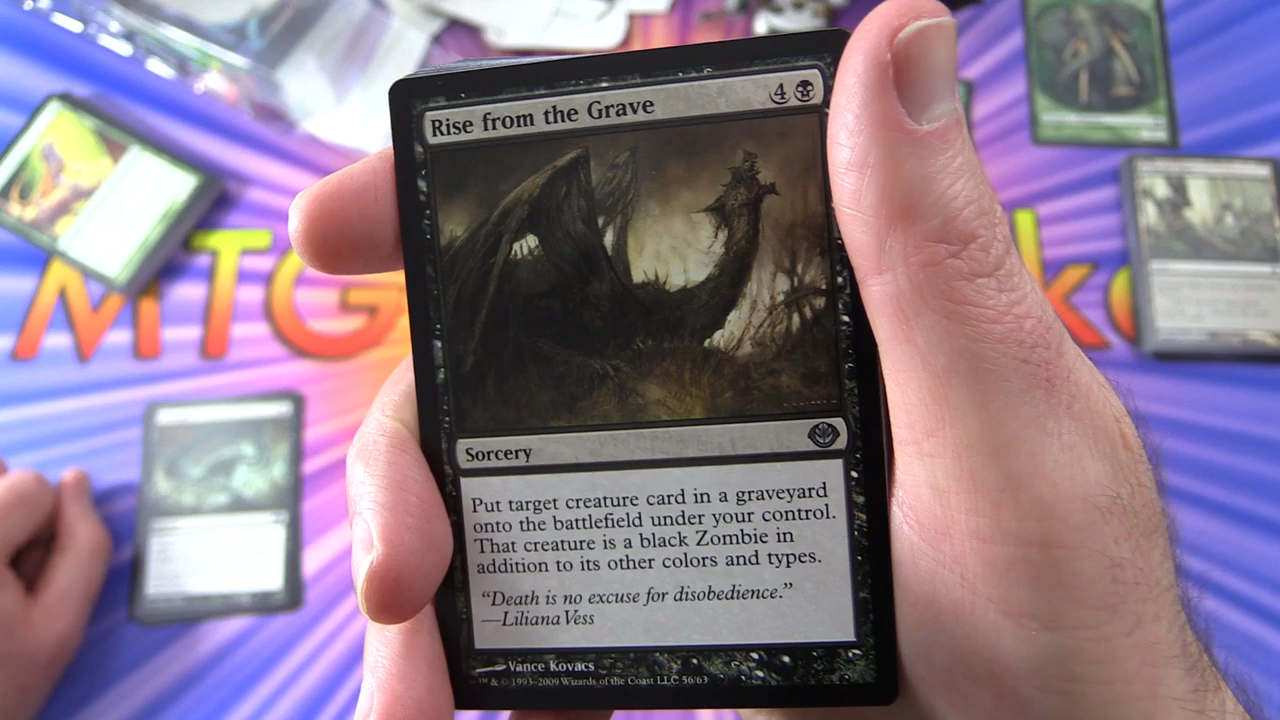 Rise from the Grave 4
MTG
k
Sorcery
Put target creature card in a graveyard
onto the battlefield under your control.
That creature is a black Zombie in
addition to its other colors and types.
“Death is no excuse for disobedience.”
—Liliana Vess
Vance Kovacs
™ & © 1993–2009 Wizards of the Coast LLC 56/63